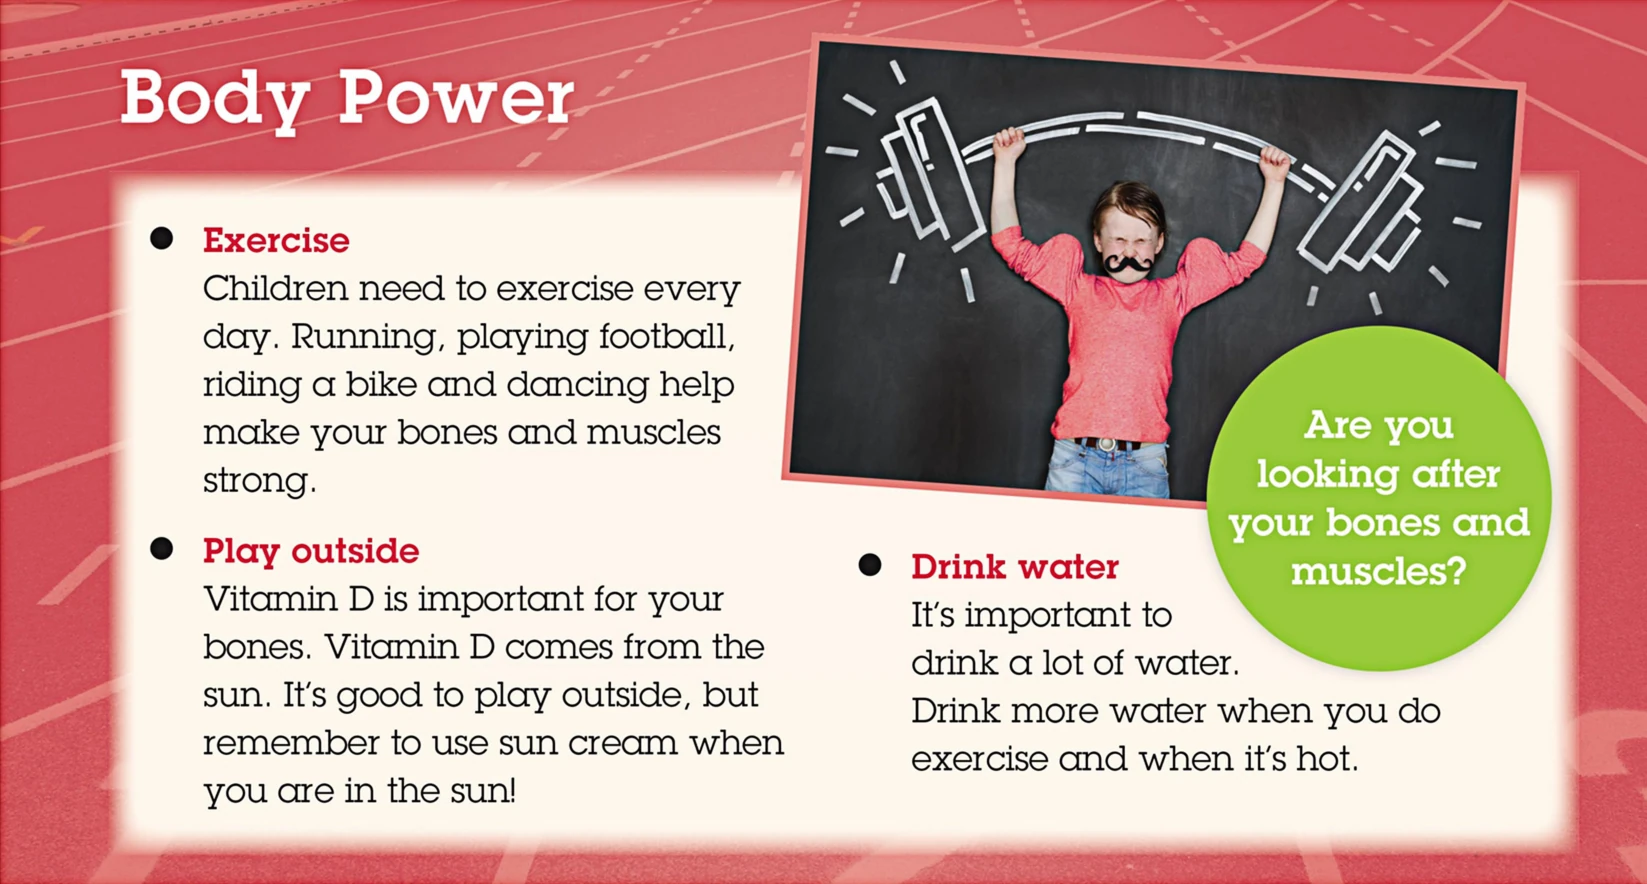 Body Power
Exercise
Children need to exercise every
day. Running, playing football,
riding a bike and dancing help
make your bones and muscles
strong.
Play outside
Vitamin D is important for your
bones. Vitamin D comes from the
sun. It's good to play outside, but
remember to use sun cream when
you are in the sun!
Are you
looking after
your bones and
muscles?
Drink water
It's important to
drink a lot of water.
Drink more water when you do
exercise and when it's hot.